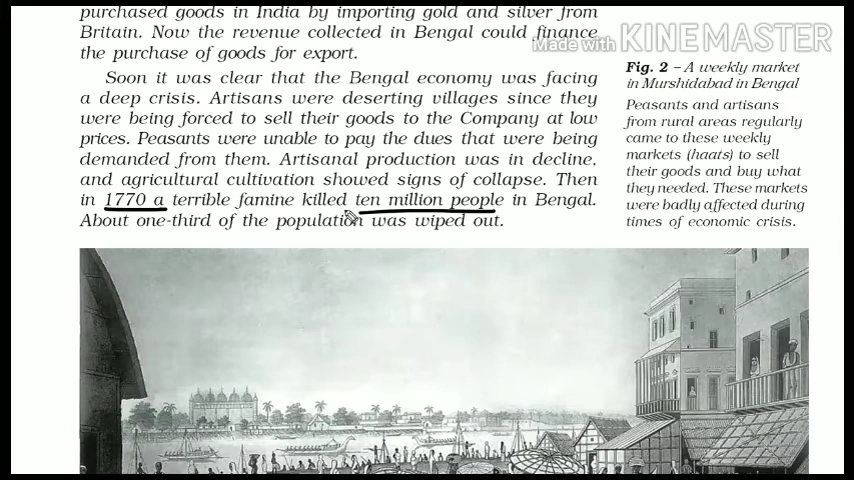 purchased goods in India by importing gold and silver from
Britain. Now the revenue collected in Bengal could finance
the purchase of goods for export.
Soon it was clear that the Bengal economy was facing
a deep crisis. Artisans were deserting villages since they
were being forced to sell their goods to the Company at low
prices. Peasants were unable to pay the dues that were being
demanded from them. Artisanal production was in decline,
and agricultural cultivation showed signs of collapse. Then
in 1770 a terrible famine killed ten million people in Bengal.
About one-third of the population was wiped out.
Made with KINEMASTER
Fig. 2 – A weekly market
in Murshidabad in Bengal
Peasants and artisans
from rural areas regularly
came to these weekly
markets (haats) to sell
their goods and buy what
they needed. These markets
were badly affected during
times of economic crisis.